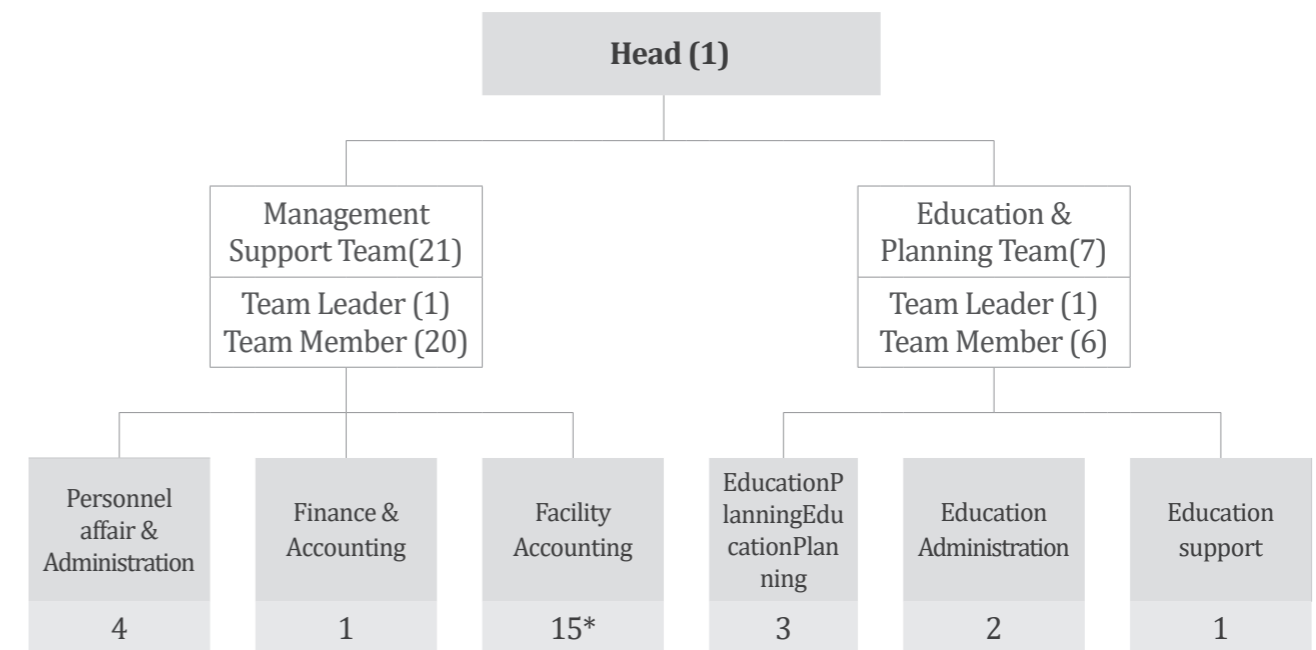 Head (1)
Management
Support Team(21)
Team Leader (1)
Team Member (20)
Education &
Planning Team(7)
Team Leader (1)
Team Member (6)
Personnel
affair &
Administration
4
Finance &
Accounting
1
Facility
Accounting
15*
EducationP
lanningEdu
cationPlan
ning
3
Education
Administration
2
Education
support
1